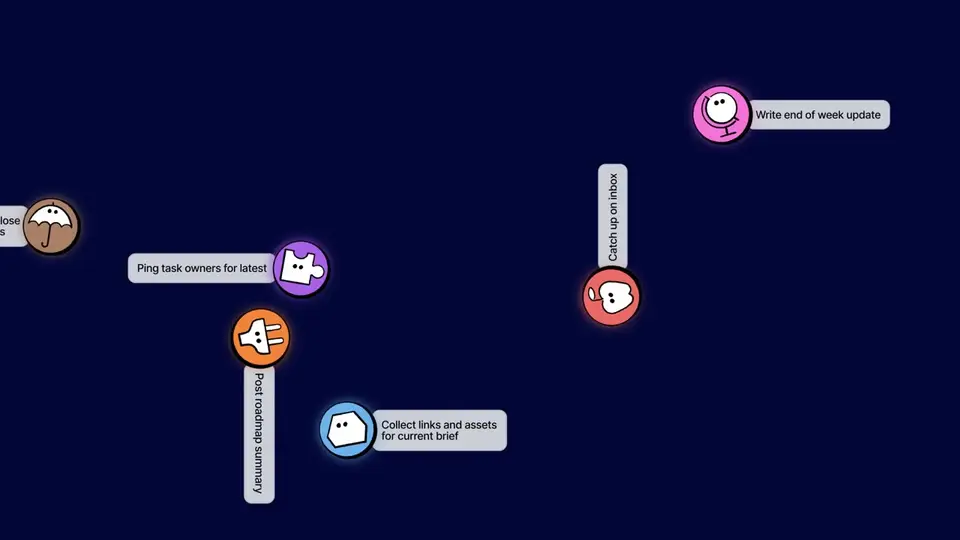 Write end of week update
Catch up on inbox
lose
s
Ping task owners for latest
Post roadmap summary
Collect links and assets
for current brief